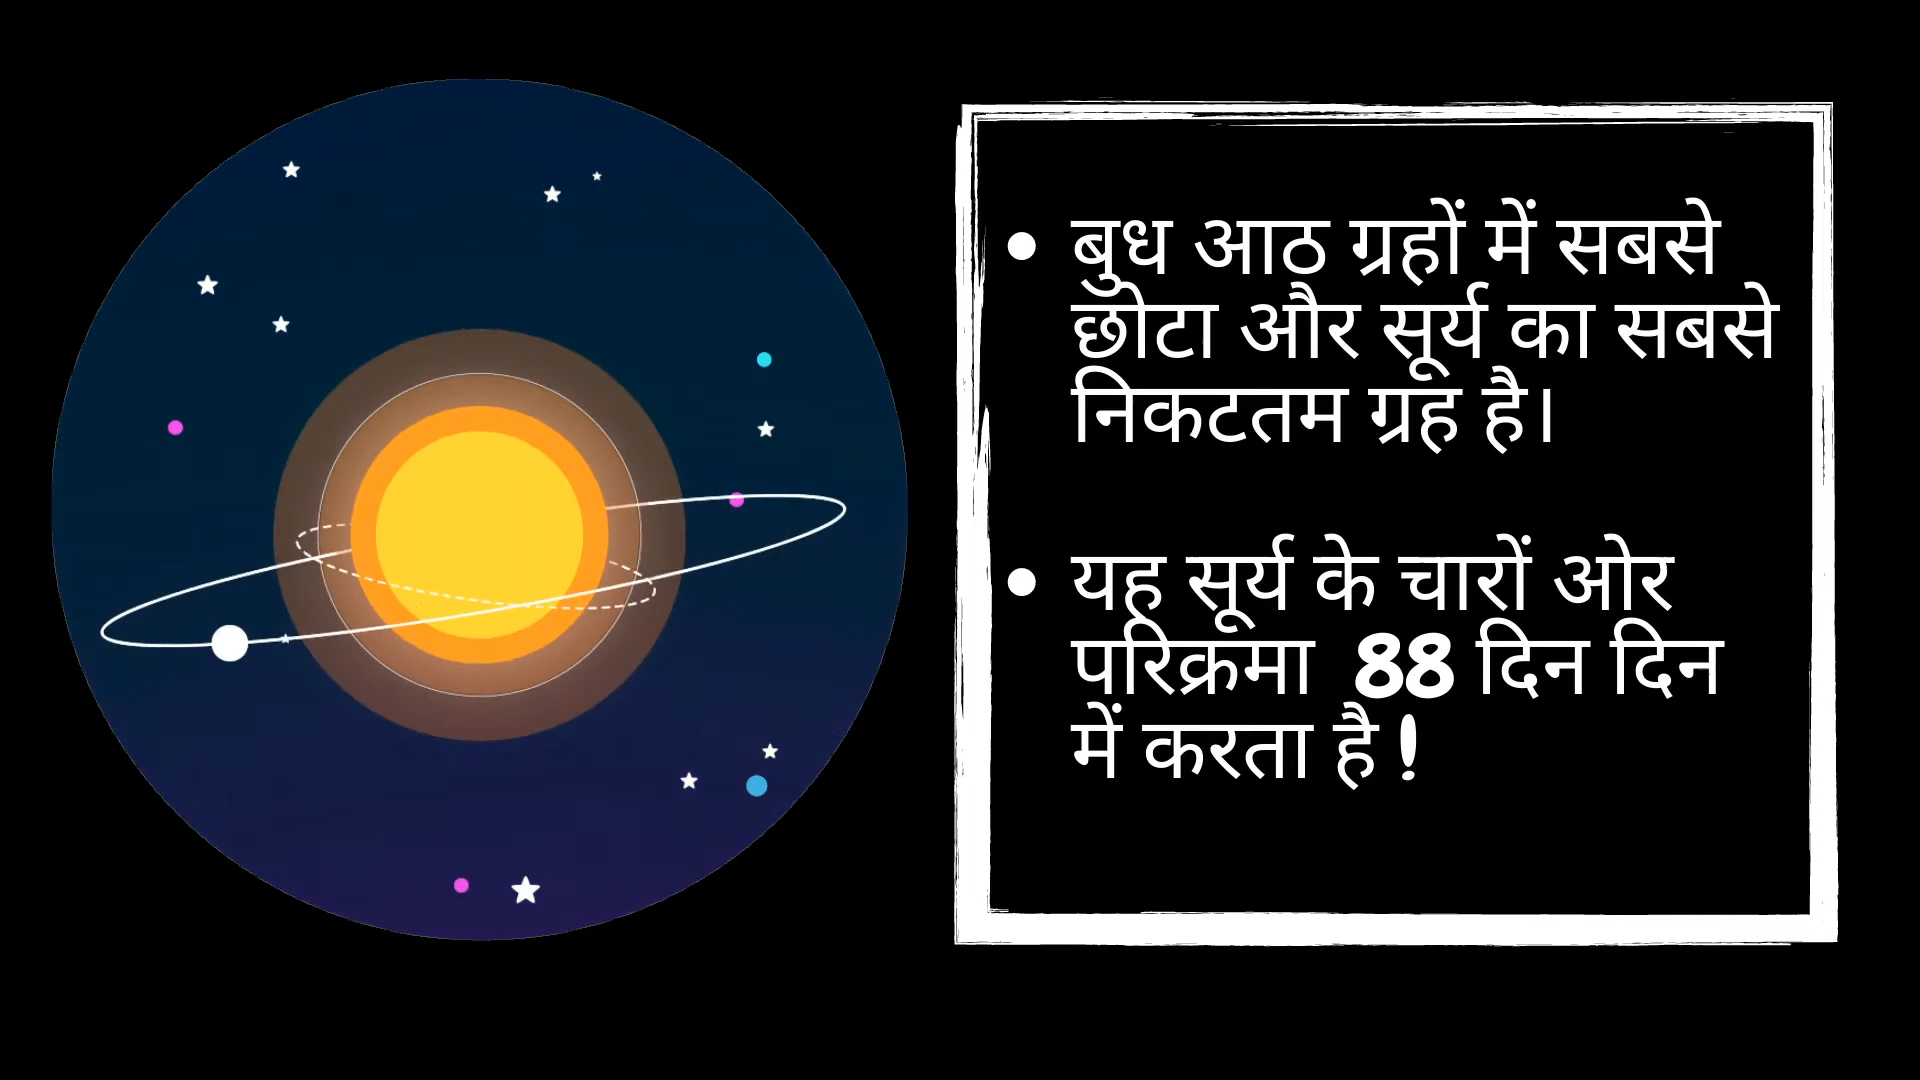 • बुध आठ ग्रहों में सबसे
छोटा और सूर्य का सबसे
निकटतम ग्रह है।
• यह सूर्य के चारों ओर
परिक्रमा 88 दिन दिन
में करता है!